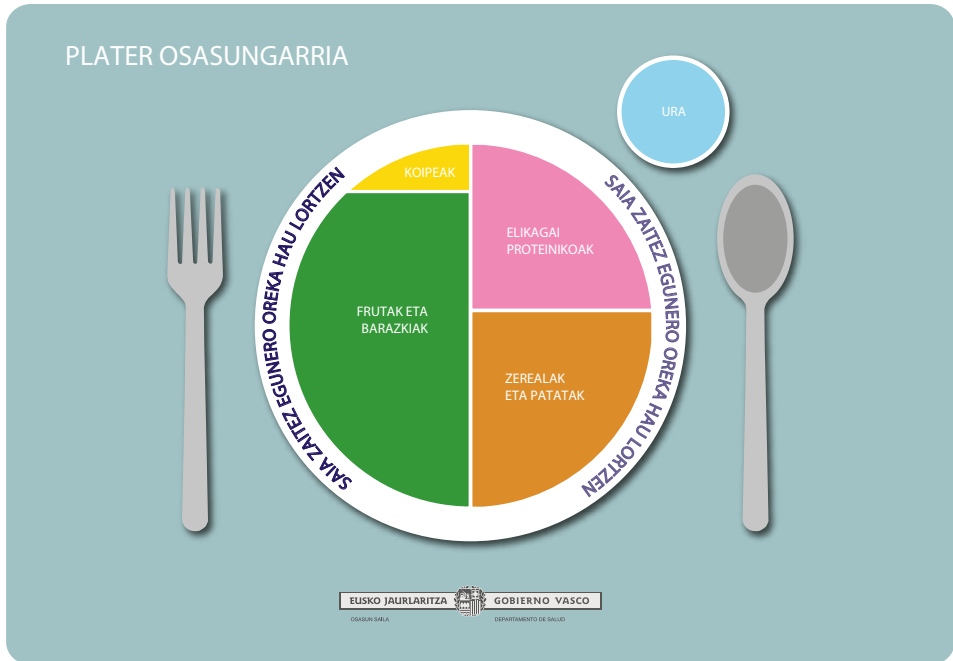 PLATER OSASUNGARRIA
URA
KOIPEAK
SAIA ZAITEZ EGUNERO OREKA HAU LORTZEN
SAIA ZAITEZ EGUNERO OREKA HAU LORTZEN
ELIKAGAI
PROTEINIKOAK
FRUTAK ETA
BARAZKIAK
ZEREALAK
ETA PATATAK
EUSKO JAURLARITZA
GOBIERNO VASCO
OSASUN SAILA
DEPARTAMENTO DE SALUD